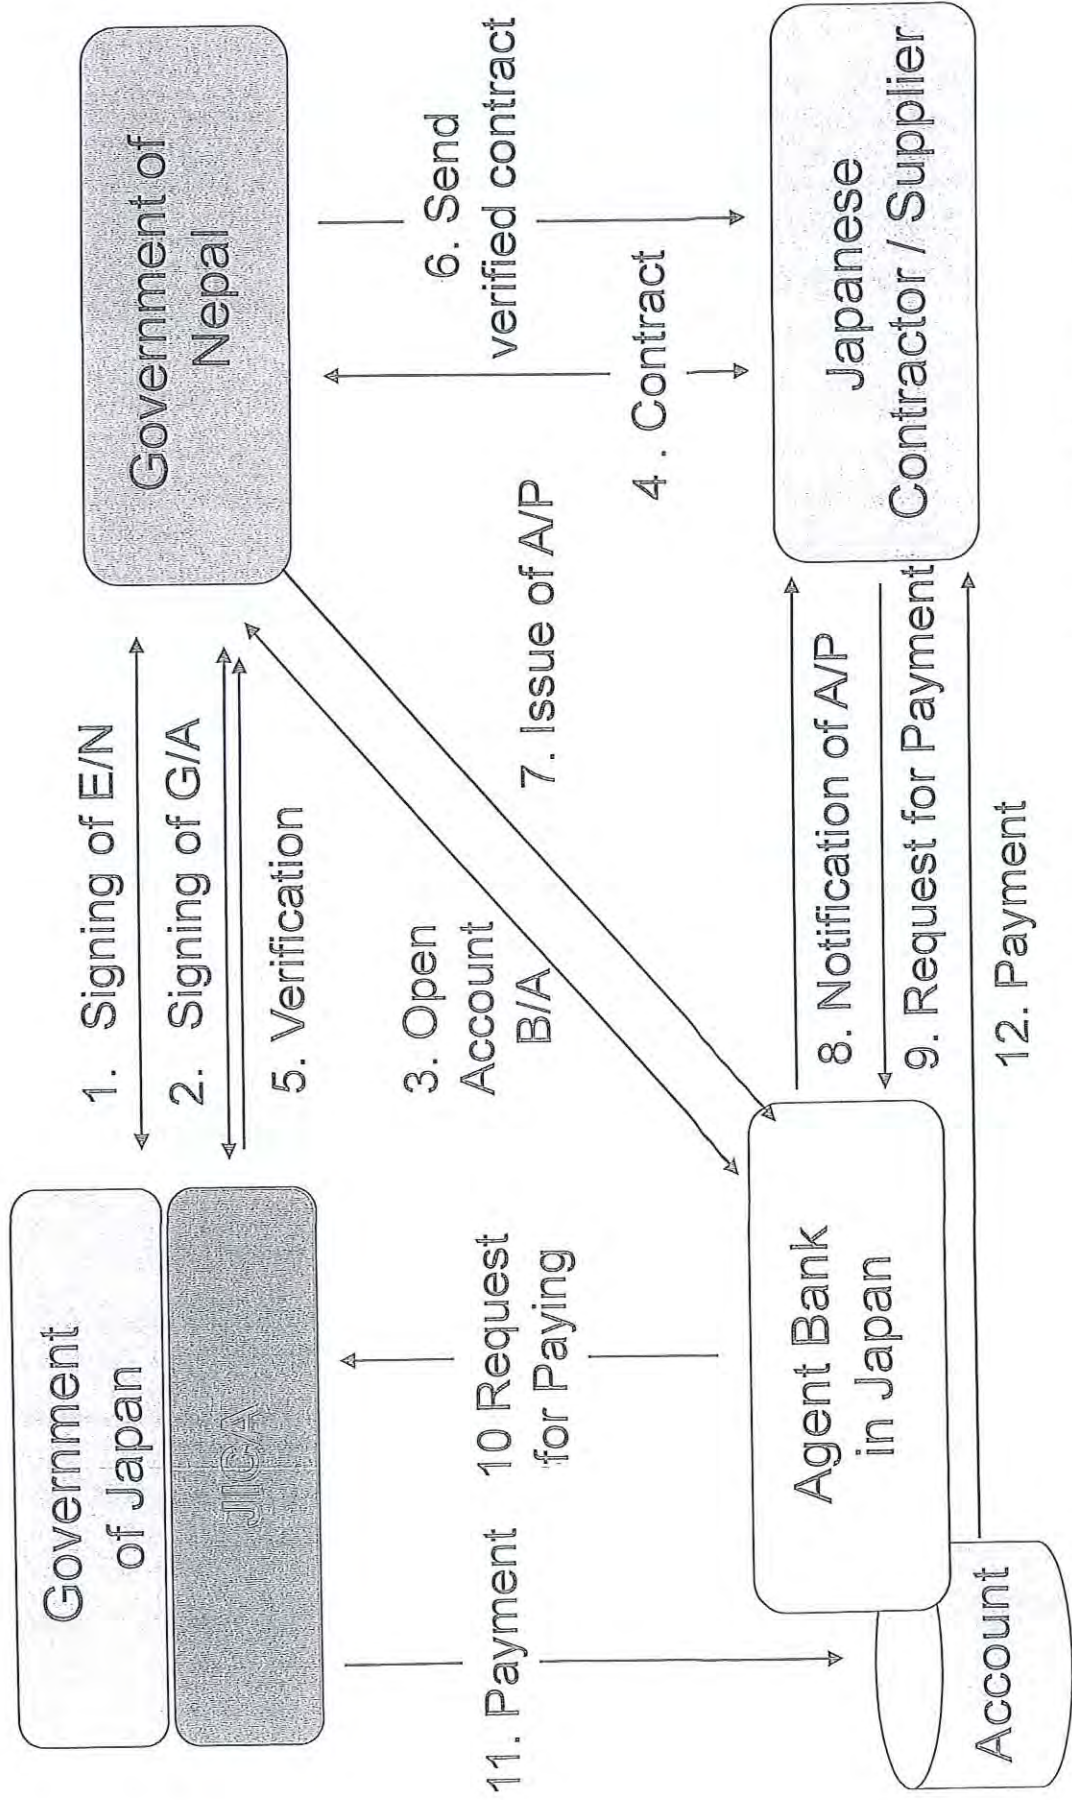 Government
of Japan
JICA
Government of
Nepal
1. Signing of E/N
2. Signing of G/A
5. Verification
3. Open
Account
B/A
7. Issue of A/P
6. Send
verified contract
4 . Contract
11. Payment
10 Request
for Paying
Agent Bank
in Japan
Account
Japanese
Contractor / Supplier
8. Notification of A/P
9. Request for Payment
12. Payment